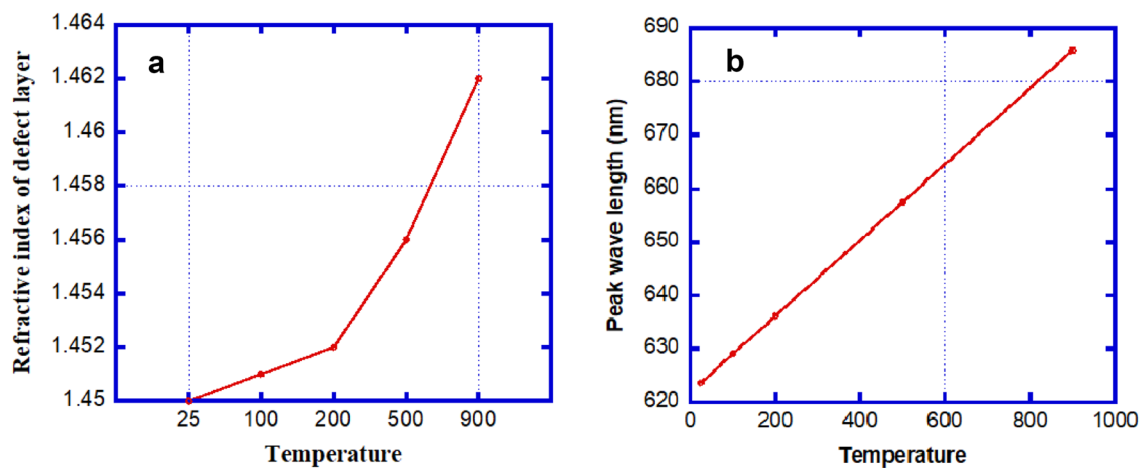 a
Refractive index of defect layer
1.464
1.462
1.46
1.458
1.456
1.454
1.452
1.45
25 100 200 500 900
Temperature
b
Peak wave length (nm)
690
680
670
660
650
640
630
620
0 200 400 600 800 1000
Temperature